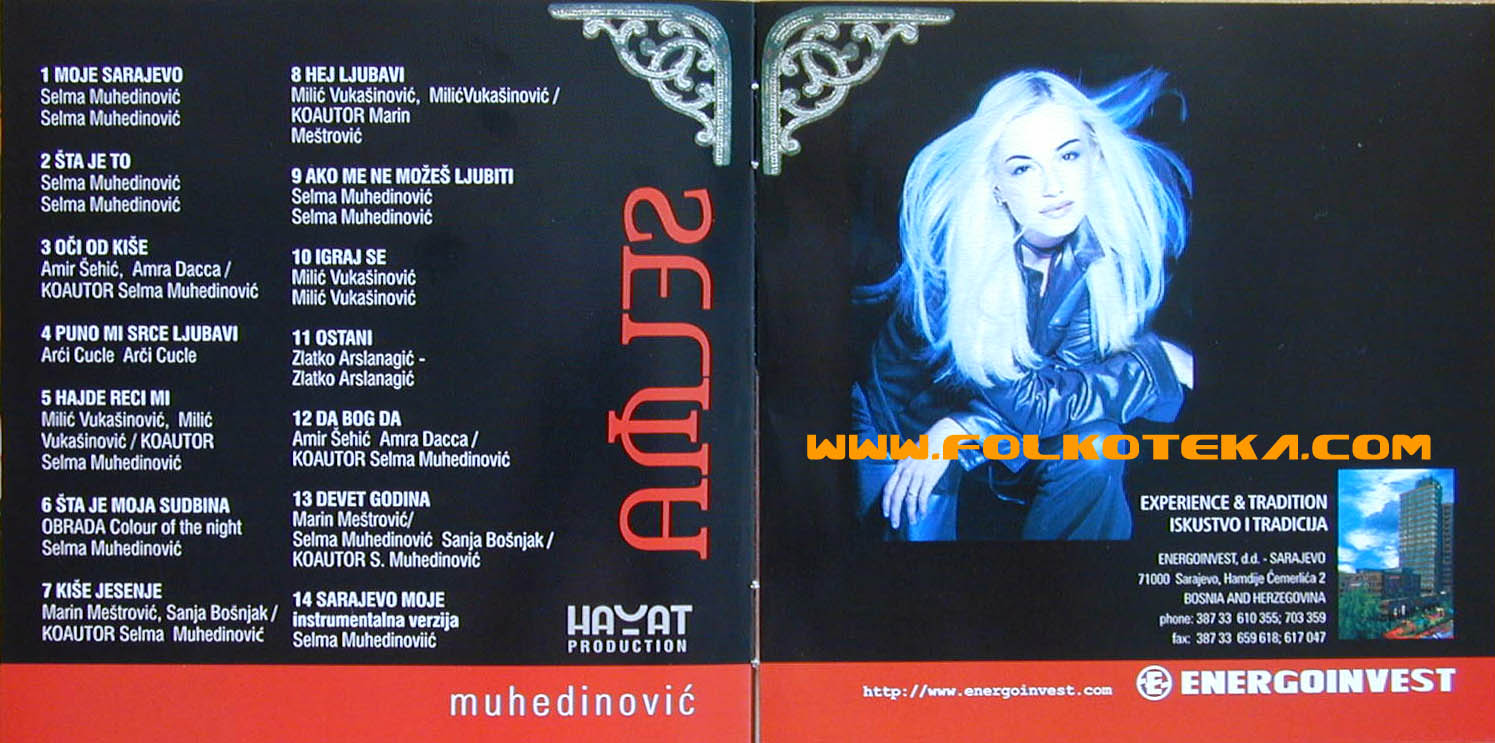 1 MOJE SARAJEVO
Selma Muhedinović
Selma Muhedinović
2 ŠTA JE TO
Selma Muhedinović
Selma Muhedinović
3 OČI OD KIŠE
Amir Šehić, Amra Dacca /
KOAUTOR Selma Muhedinović
4 PUNO MI SRCE LJUBAVI
Arći Cucle Arči Cucle
5 HAJDE RECI MI
Milić Vukašinović, Milić
Vukašinović / KOAUTOR
Selma Muhedinović
6 ŠTA JE MOJA SUDBINA
OBRADA Colour of the night
Selma Muhedinović
7 KIŠE JESENJE
Marin Meštrović, Sanja Bošnjak /
KOAUTOR Selma Muhedinović
8 HEJ LJUBAVI
Milić Vukašinović, MilićVukašinović /
KOAUTOR Marin
Meštrović
9 AKO ME NE MOŽEŠ LJUBITI
Selma Muhedinović
Selma Muhedinović
10 IGRAJ SE
Milić Vukašinović
Milić Vukašinović
11 OSTANI
Zlatko Arslanagić -
Zlatko Arslanagić
12 DA BOG DA
Amir Šehić Amra Dacca /
KOAUTOR Selma Muhedinović
13 DEVET GODINA
Marin Meštrović/
Selma Muhedinović Sanja Bošnjak /
KOAUTOR S. Muhedinović
14 SARAJEVO MOJE
instrumentalna verzija
Selma Muhedinoviić
SELMA
HAYAT
PRODUCTION
muhedinović
WWW.FOLKOTEKA.COM
EXPERIENCE & TRADITION
ISKUSTVO I TRADICIJA
ENERGOINVEST, d.d. - SARAJEVO
71000 Sarajevo, Hamdije Čemerlića 2
BOSNIA AND HERZEGOVINA
phone: 387 33 610 355; 703 359
fax: 387 33 659 618; 617 047
http://www.energoinvest.com
ENERGOINVEST